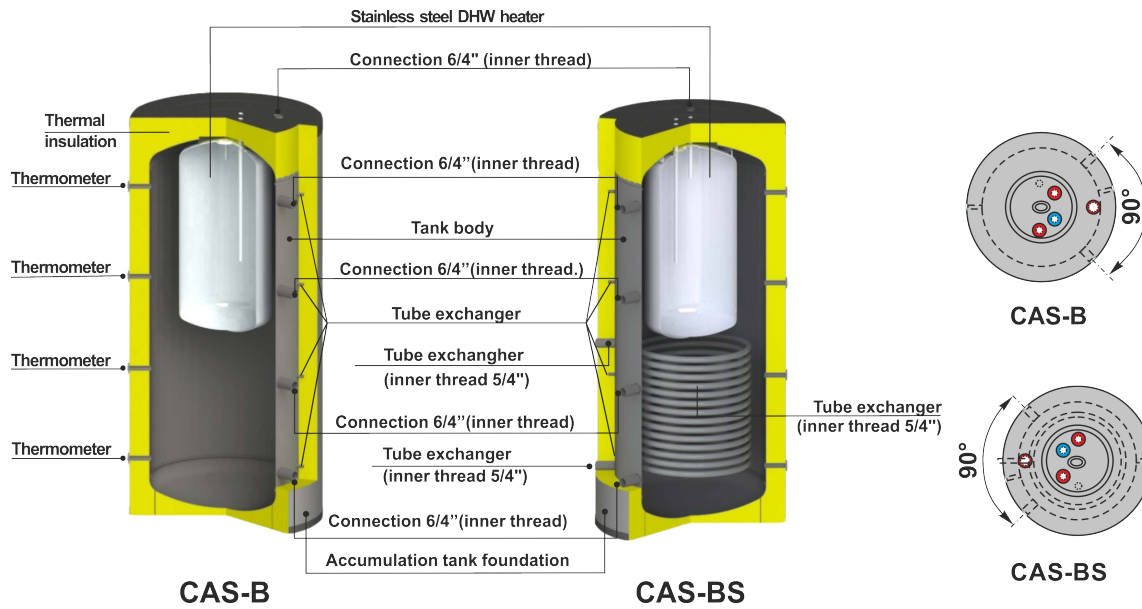 Stainless steel DHW heater
Connection 6/4" (inner thread)
Thermal
insulation
Connection 6/4”(inner thread)
Thermometer
Tank body
Thermometer
Connection 6/4”(inner thread.)
Tube exchanger
Thermometer
Tube exchangher
(inner thread 5/4")
Tube exchanger
(inner thread 5/4")
Connection 6/4”(inner thread)
Thermometer
Tube exchanger
(inner thread 5/4")
Connection 6/4”(inner thread)
Accumulation tank foundation
CAS-B
CAS-BS
90°
CAS-B
90°
CAS-BS